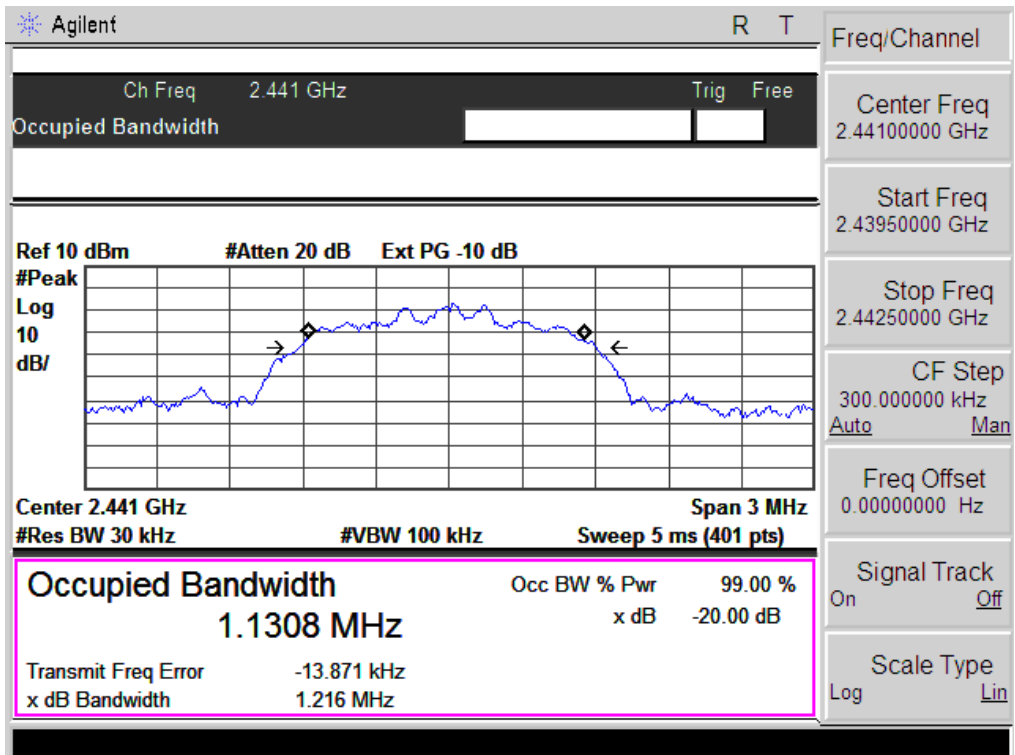 Agilent R T
Freq/Channel
Ch Freq 2.441 GHz Trig Free
Occupied Bandwidth
Center Freq
2.44100000 GHz
Start Freq
2.43950000 GHz
Stop Freq
2.44250000 GHz
CF Step
300.000000 kHz
Auto Man
Freq Offset
0.00000000 Hz
Signal Track
On Off
Scale Type
Log Lin
Ref 10 dBm #Atten 20 dB Ext PG -10 dB
#Peak
Log
10
dB/
Center 2.441 GHz Span 3 MHz
#Res BW 30 kHz #VBW 100 kHz Sweep 5 ms (401 pts)
Occupied Bandwidth Occ BW % Pwr 99.00 %
1.1308 MHz x dB -20.00 dB
Transmit Freq Error -13.871 kHz
x dB Bandwidth 1.216 MHz